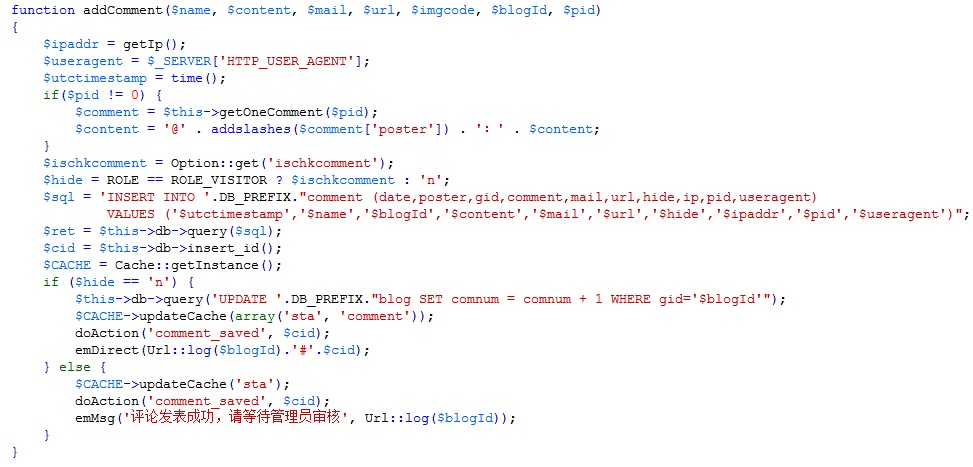 function addComment($name, $content, $mail, $url, $imgcode, $blogId, $pid)
{
    $ipaddr = getIp();
    $useragent = $_SERVER['HTTP_USER_AGENT'];
    $utctimestamp = time();
    if($pid != 0) {
        $comment = $this->getOneComment($pid);
        $content = '@' . addslashes($comment['poster']) . '：' . $content;
    }
    $ischkcomment = Option::get('ischkcomment');
    $hide = ROLE == ROLE_VISITOR ? $ischkcomment : 'n';
    $sql = 'INSERT INTO '.DB_PREFIX."comment (date,poster,gid,comment,mail,url,hide,ip,pid,useragent)
            VALUES ('$utctimestamp','$name','$blogId','$content','$mail','$url','$hide','$ipaddr','$pid','$useragent')";
    $ret = $this->db->query($sql);
    $cid = $this->db->insert_id();
    $CACHE = Cache::getInstance();
    if ($hide == 'n') {
        $this->db->query('UPDATE '.DB_PREFIX."blog SET comnum = comnum + 1 WHERE gid='$blogId'");
        $CACHE->updateCache(array('sta', 'comment'));
        doAction('comment_saved', $cid);
        emDirect(Url::log($blogId).'#'.$cid);
    } else {
        $CACHE->updateCache('sta');
        doAction('comment_saved', $cid);
        emMsg('评论发表成功，请等待管理员审核', Url::log($blogId));
    }
}